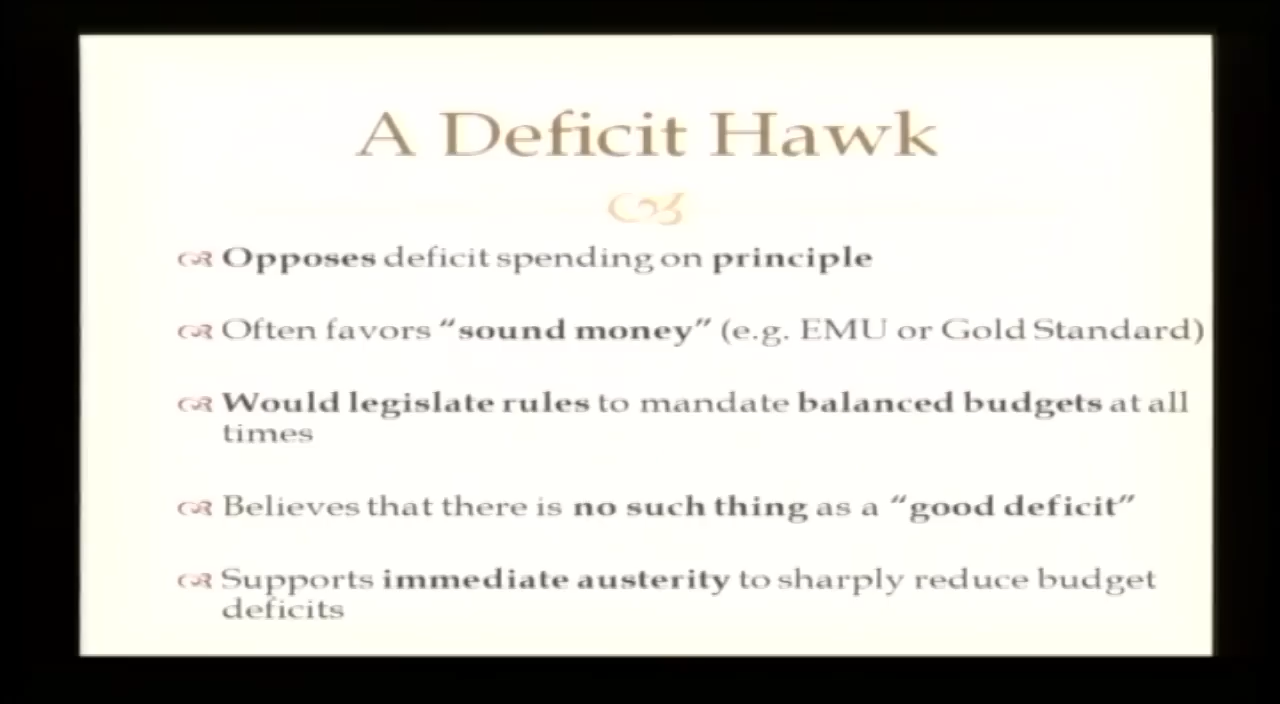 A Deficit Hawk
Opposes deficit spending on principle
Often favors “sound money” (e.g. EMU or Gold Standard)
Would legislate rules to mandate balanced budgets at all
times
Believes that there is no such thing as a “good deficit”
Supports immediate austerity to sharply reduce budget
deficits